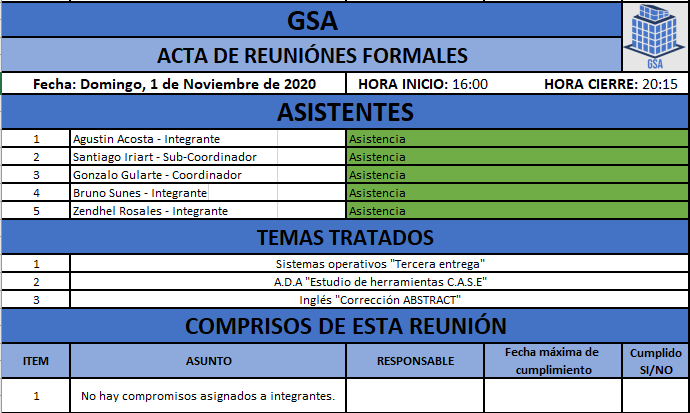 GSA
GSA
ACTA DE REUNIÓNES FORMALES
Fecha: Domingo, 1 de Noviembre de 2020 HORA INICIO: 16:00 HORA CIERRE: 20:15
ASISTENTES
1 Agustin Acosta - Integrante Asistencia
2 Santiago Iriart - Sub-Coordinador Asistencia
3 Gonzalo Gularte - Coordinador Asistencia
4 Bruno Sunes - Integrante Asistencia
5 Zendhel Rosales - Integrante Asistencia
TEMAS TRATADOS
1 Sistemas operativos "Tercera entrega"
2 A.D.A "Estudio de herramientas C.A.S.E"
3 Inglés "Corrección ABSTRACT"
COMPRISOS DE ESTA REUNIÓN
ITEM ASUNTO RESPONSABLE Fecha máxima de cumplimiento Cumplido SI/NO
1 No hay compromisos asignados a integrantes.